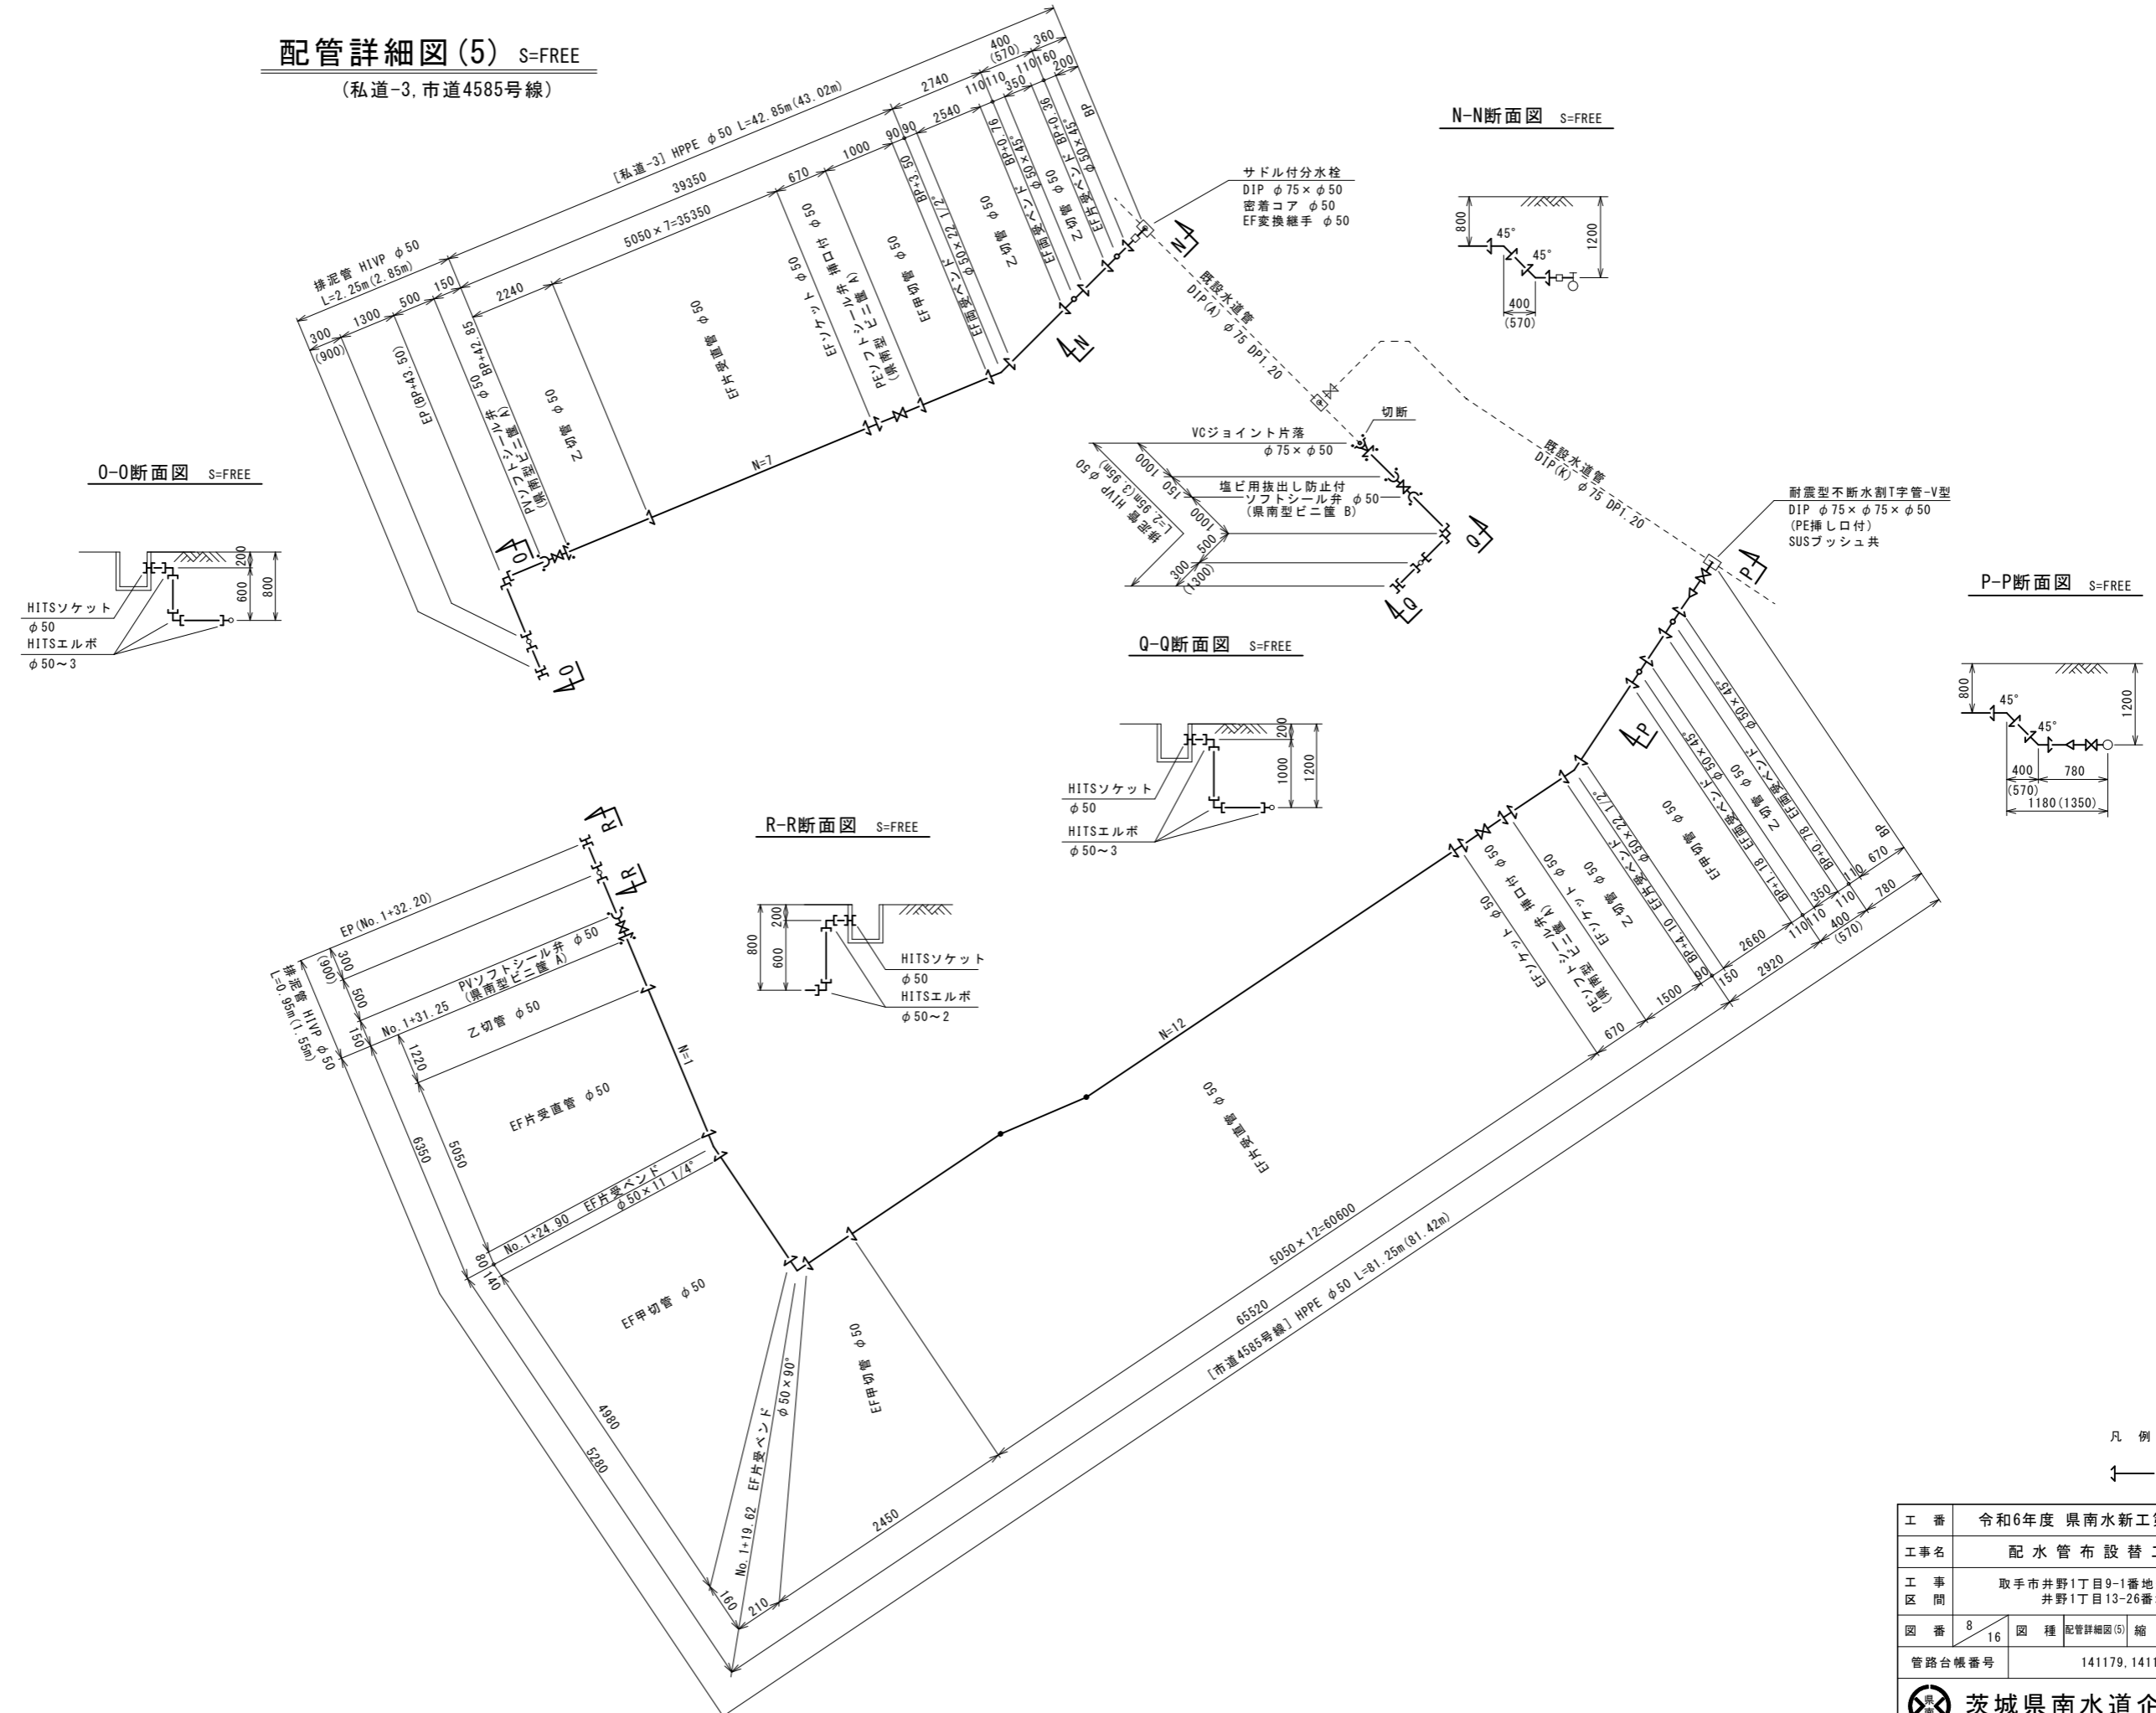 配管詳細図(5) S=FREE
(私道-3,市道4585号線)
[私道-3] HPPE φ50 L=42.85m(43.02m)
400
(570)
360
2740
110
110
350
110
160
200
39350
1000
90
90
2540
670
5050×7=35350
排泥管 HIVP φ50
L=2.25m(2.85m)
300
(900)
1300
500
150
2240
EP(BP+43.50)
PVソフトシール弁 φ50
(県南型ビニ筐 A)
BP+42.85
乙切管 φ50
EF片受直管 φ50
EFソケット φ50
PEソフトシール弁 挿口付 φ50
(県南型ビニ筐 A)
EF甲切管 φ50
BP+3.50
EF両受ベンド φ50×22 1/2°
乙切管 φ50
BP+0.76
EF両受ベンド φ50×45°
乙切管 φ50
BP+0.36
EF片受ベンド φ50×45°
BP
サドル付分水栓
DIP φ75×φ50
密着コア φ50
EF変換継手 φ50
N
N
N=7
O
O
既設水道管
DIP(A) φ75 DP1.20
N-N断面図 S=FREE
800
45°
45°
1200
400
(570)
O-O断面図 S=FREE
200
600
800
HITSソケット
φ50
HITSエルボ
φ50~3
切断
VCジョイント片落
φ75×φ50
塩ビ用抜出し防止付
ソフトシール弁 φ50
(県南型ビニ筐 B)
排泥管 HIVP φ50
L=2.95m(3.95m)
1000
150
1000
500
300
(1300)
Q
Q
既設水道管
DIP(K) φ75 DP1.20
耐震型不断水割T字管-V型
DIP φ75×φ75×φ50
(PE挿し口付)
SUSブッシュ共
Q-Q断面図 S=FREE
200
1000
1200
HITSソケット
φ50
HITSエルボ
φ50~3
P
P
P-P断面図 S=FREE
800
45°
45°
1200
400
(570)
780
1180(1350)
R-R断面図 S=FREE
800
200
600
HITSソケット
φ50
HITSエルボ
φ50~2
R
R
EP(No.1+32.20)
排泥管 HIVP φ50
L=0.95m(1.55m)
300
(900)
500
150
PVソフトシール弁 φ50
(県南型ビニ筐 A)
No.1+31.25
1220
乙切管 φ50
N=1
EF片受直管 φ50
6350
5050
EF片受ベンド
φ50×11 1/4°
No.1+24.90
80
140
EF甲切管 φ50
4980
5280
No.1+19.62 EF片受ベンド
φ50×90°
160
210
EF甲切管 φ50
2450
N=12
EF片受直管 φ50
5050×12=60600
65520
[市道4585号線] HPPE φ50 L=81.25m(81.42m)
EFソケット φ50
PEソフトシール弁 挿口付 φ50
(県南型ビニ筐 A)
EFソケット φ50
乙切管 φ50
BP+4.10 EF片受ベンド φ50×22 1/2°
EF甲切管 φ50
BP+1.18 EF両受ベンド φ50×45°
乙切管 φ50
BP+0.78 EF両受ベンド φ50×45°
BP
670
1500
90
150
2660
2920
110
110
350
110
110
670
400
(570)
780
凡 例
工 番 令和6年度 県南水新工
工事名 配水管布設替
工 事
区 間
取手市井野1丁目9-1番地
井野1丁目13-26番
図 番 8/16 図 種 配管詳細図(5) 縮
管路台帳番号 141179,1411
県南
茨城県南水道企